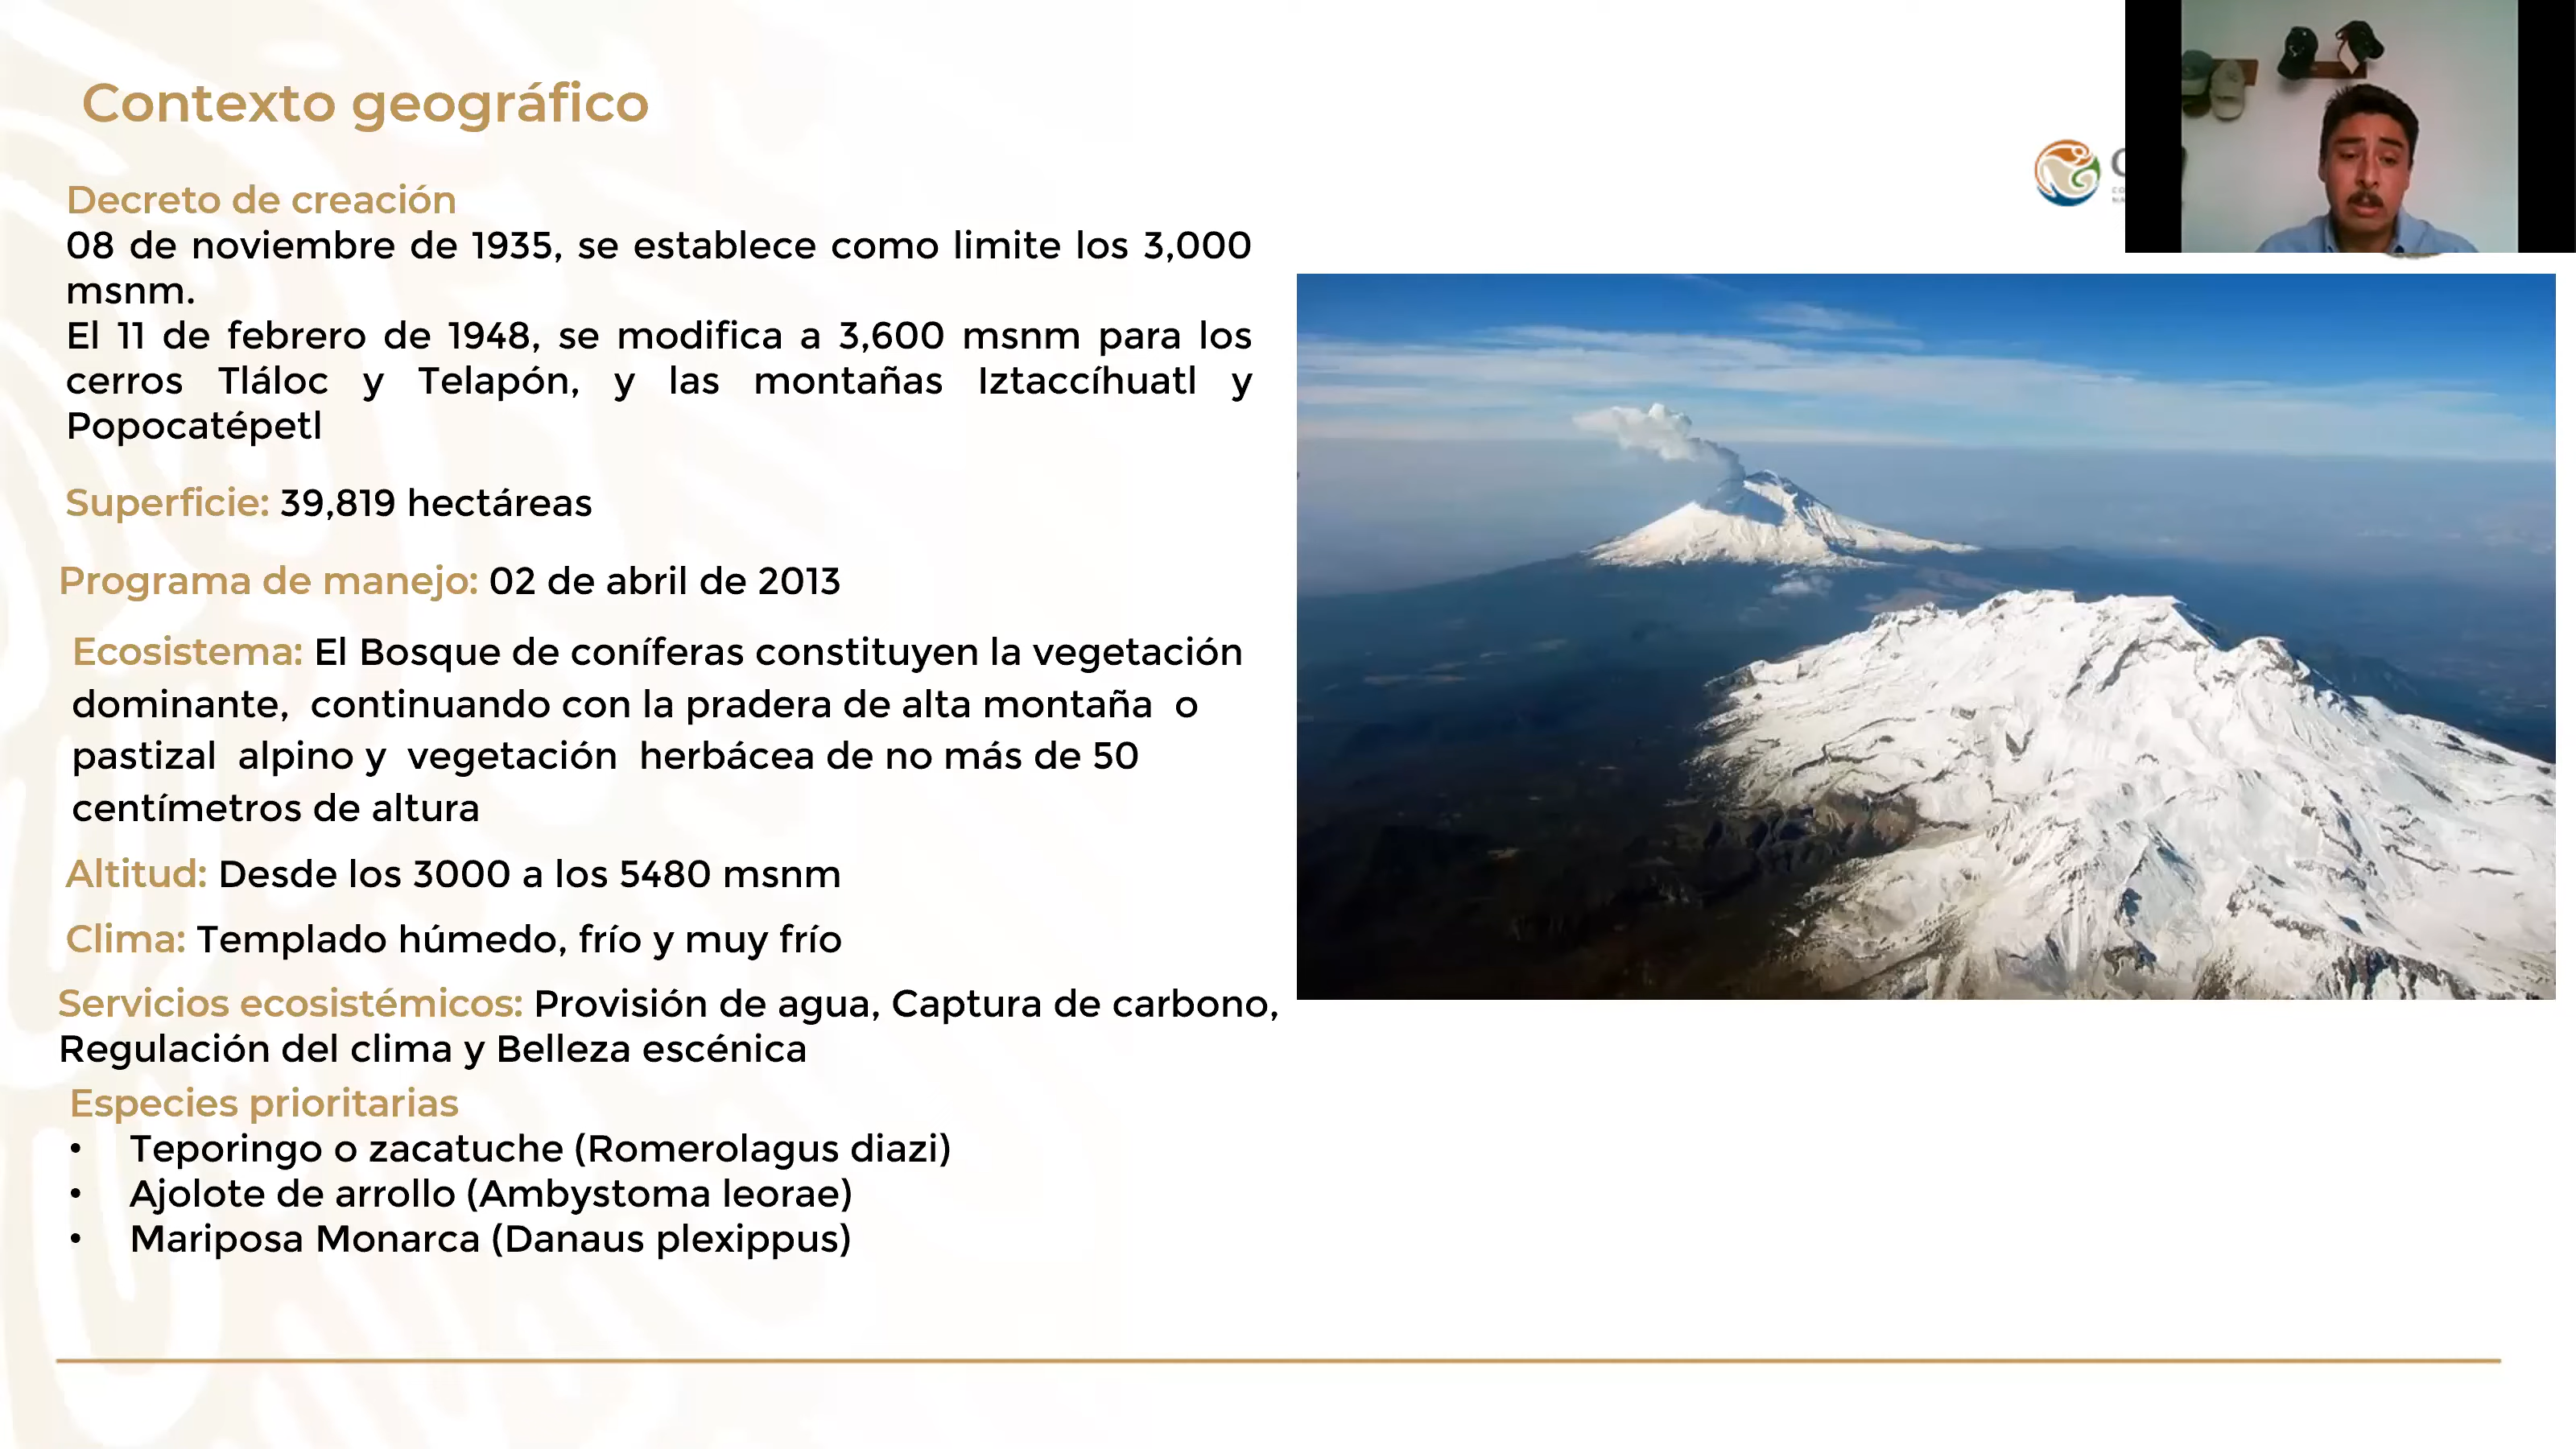 Contexto geográfico
Decreto de creación
08 de noviembre de 1935, se establece como limite los 3,000
msnm.
El 11 de febrero de 1948, se modifica a 3,600 msnm para los
cerros Tláloc y Telapón, y las montañas Iztaccíhuatl y
Popocatépetl
Superficie: 39,819 hectáreas
Programa de manejo: 02 de abril de 2013
Ecosistema: El Bosque de coníferas constituyen la vegetación
dominante, continuando con la pradera de alta montaña o
pastizal alpino y vegetación herbácea de no más de 50
centímetros de altura
Altitud: Desde los 3000 a los 5480 msnm
Clima: Templado húmedo, frío y muy frío
Servicios ecosistémicos: Provisión de agua, Captura de carbono,
Regulación del clima y Belleza escénica
Especies prioritarias
• Teporingo o zacatuche (Romerolagus diazi)
• Ajolote de arrollo (Ambystoma leorae)
• Mariposa Monarca (Danaus plexippus)